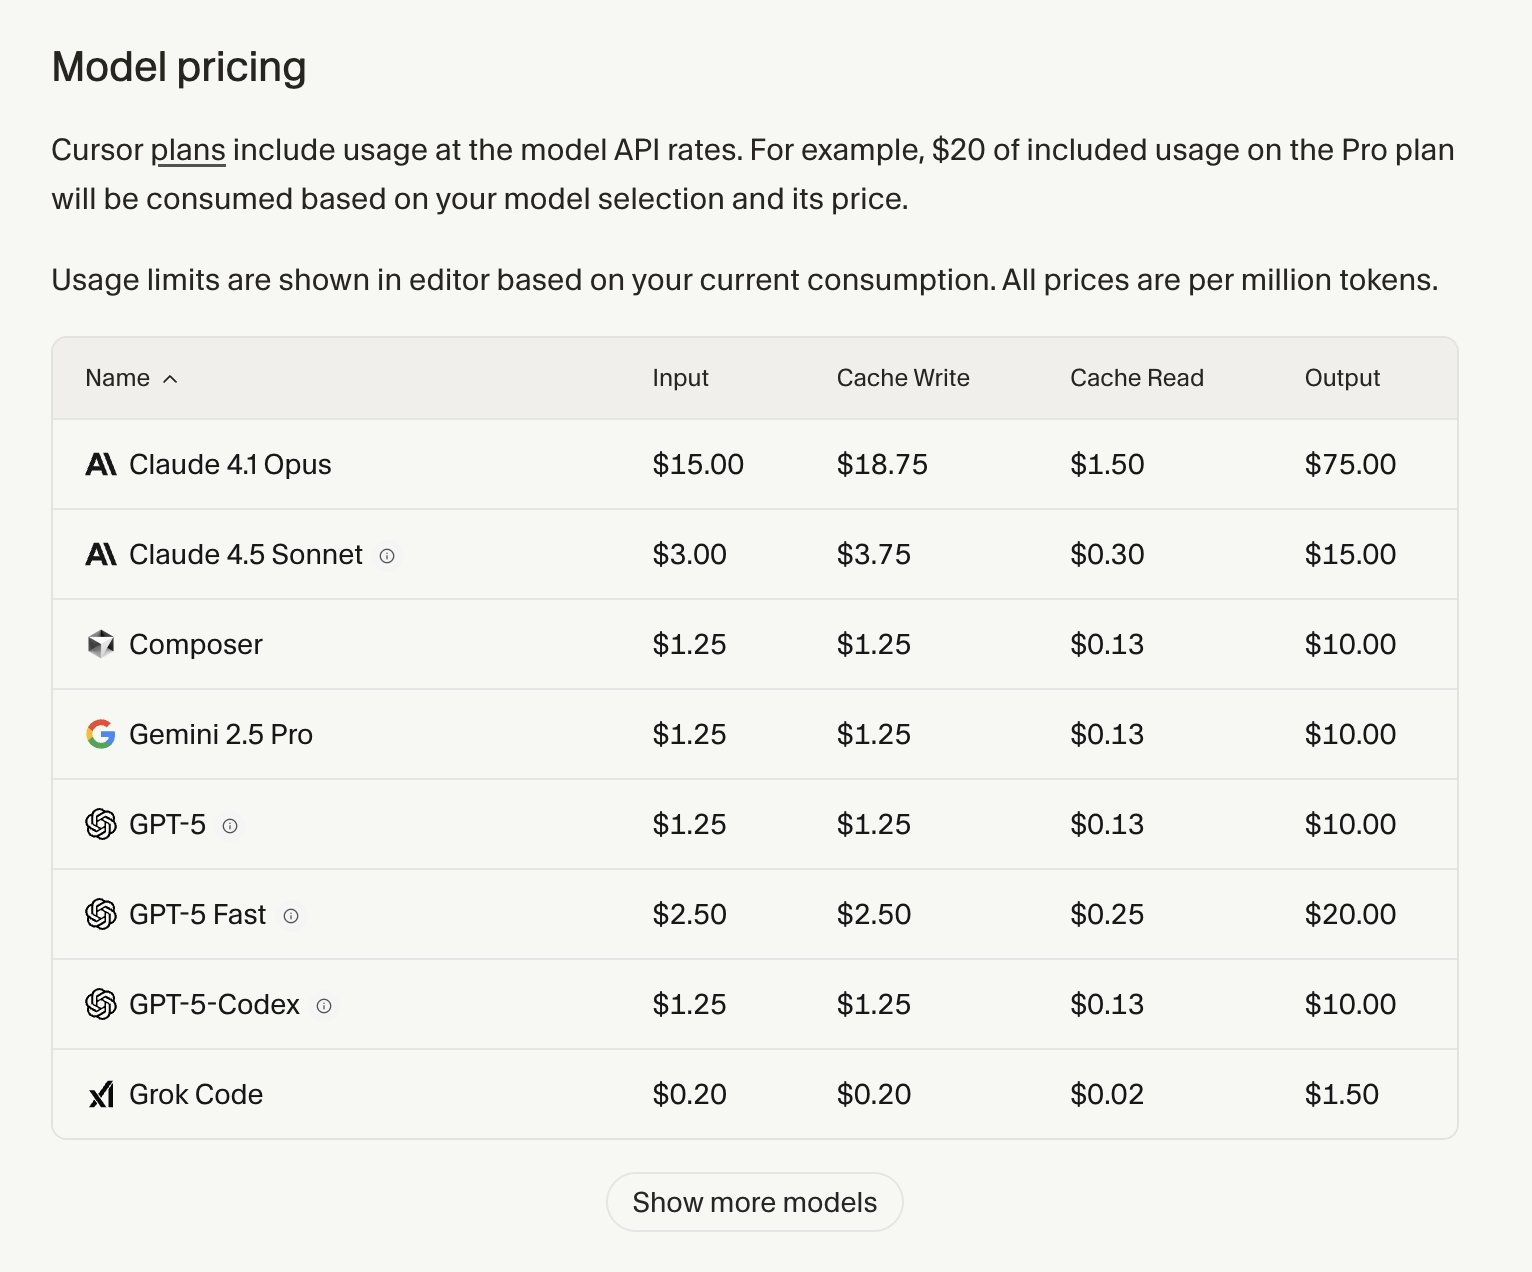 Model pricing
Cursor plans include usage at the model API rates. For example, $20 of included usage on the Pro plan
will be consumed based on your model selection and its price.
Usage limits are shown in editor based on your current consumption. All prices are per million tokens.
Name Input Cache Write Cache Read Output
Claude 4.1 Opus $15.00 $18.75 $1.50 $75.00
Claude 4.5 Sonnet $3.00 $3.75 $0.30 $15.00
Composer $1.25 $1.25 $0.13 $10.00
Gemini 2.5 Pro $1.25 $1.25 $0.13 $10.00
GPT-5 $1.25 $1.25 $0.13 $10.00
GPT-5 Fast $2.50 $2.50 $0.25 $20.00
GPT-5-Codex $1.25 $1.25 $0.13 $10.00
Grok Code $0.20 $0.20 $0.02 $1.50
Show more models